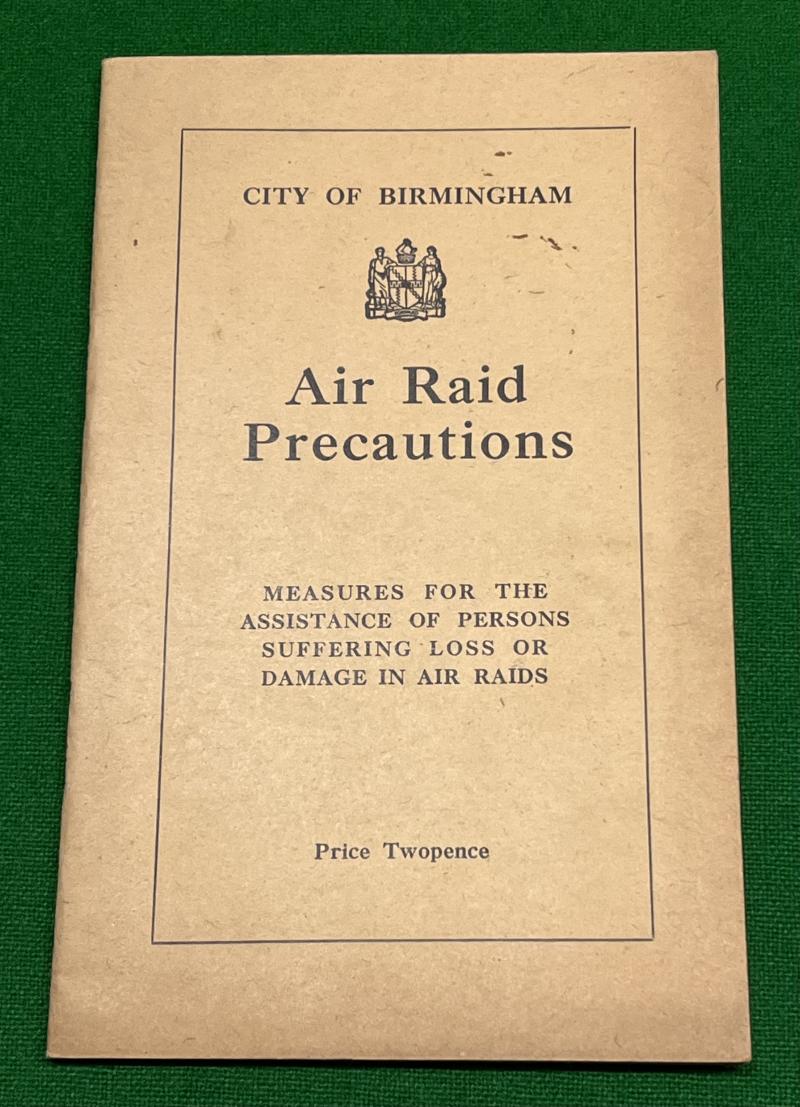 CITY OF BIRMINGHAM
Air Raid
Precautions
MEASURES FOR THE
ASSISTANCE OF PERSONS
SUFFERING LOSS OR
DAMAGE IN AIR RAIDS
Price Twopence